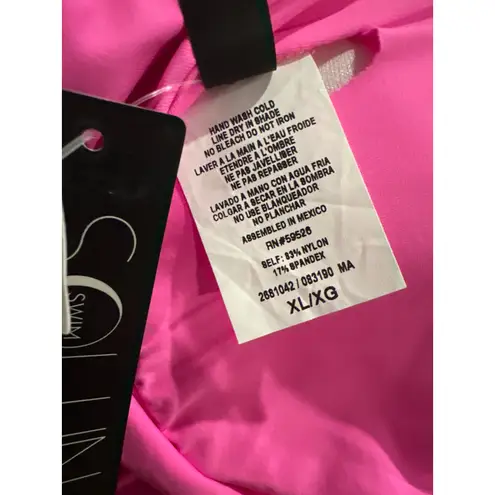 HAND WASH COLD
LINE DRY IN SHADE
NO BLEACH DO NOT IRON
LAVER A LA MAIN A L'EAU FROIDE
ETENDRE A L'OMBRE
NE PAS JAVELLIBER
NE PAS REPASSER
LAVADO A MANO CON AGUA FRIA
COLGAR A SECAR EN LA SOMBRA
NO USE BLANQUEADOR
NO PLANCHAR
ASSEMBLED IN MEXICO
RN#59526
SELF: 83% NYLON
17% SPANDEX
2681042 / 083190 MA
XL/XG
SWIM